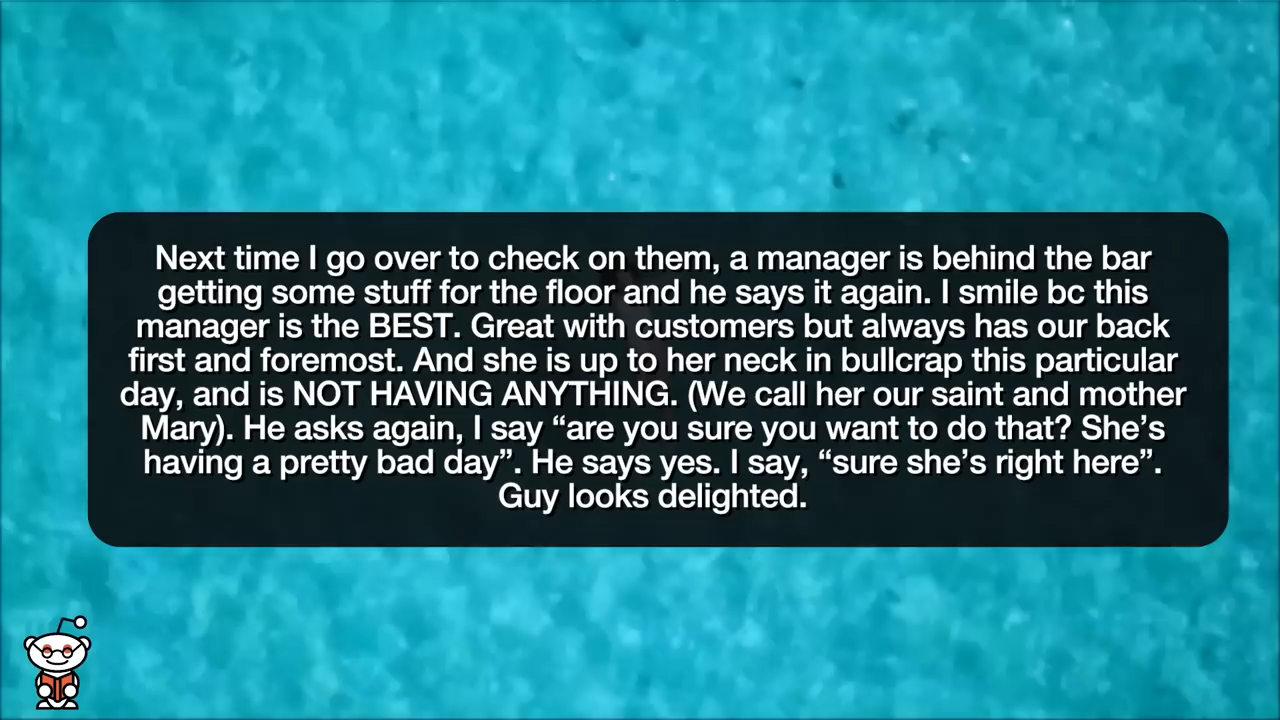 Next time I go over to check on them, a manager is behind the bar
getting some stuff for the floor and he says it again. I smile bc this
manager is the BEST. Great with customers but always has our back
first and foremost. And she is up to her neck in bullcrap this particular
day, and is NOT HAVING ANYTHING. (We call her our saint and mother
Mary). He asks again, I say “are you sure you want to do that? She’s
having a pretty bad day”. He says yes. I say, “sure she’s right here”.
Guy looks delighted.